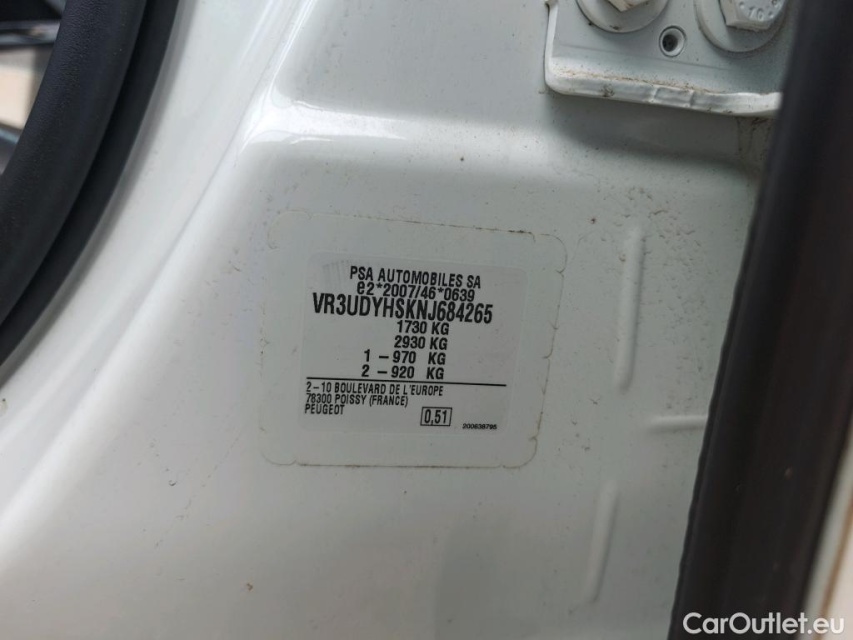 PSA AUTOMOBILES SA
e2*2007/46*0639
VR3UDYHSKNJ684265
1730 KG
2930 KG
1 – 970 KG
2 – 920 KG
2–10 BOULEVARD DE L'EUROPE
78300 POISSY (FRANCE)
PEUGEOT
0,51
200639795
CarOutlet.eu